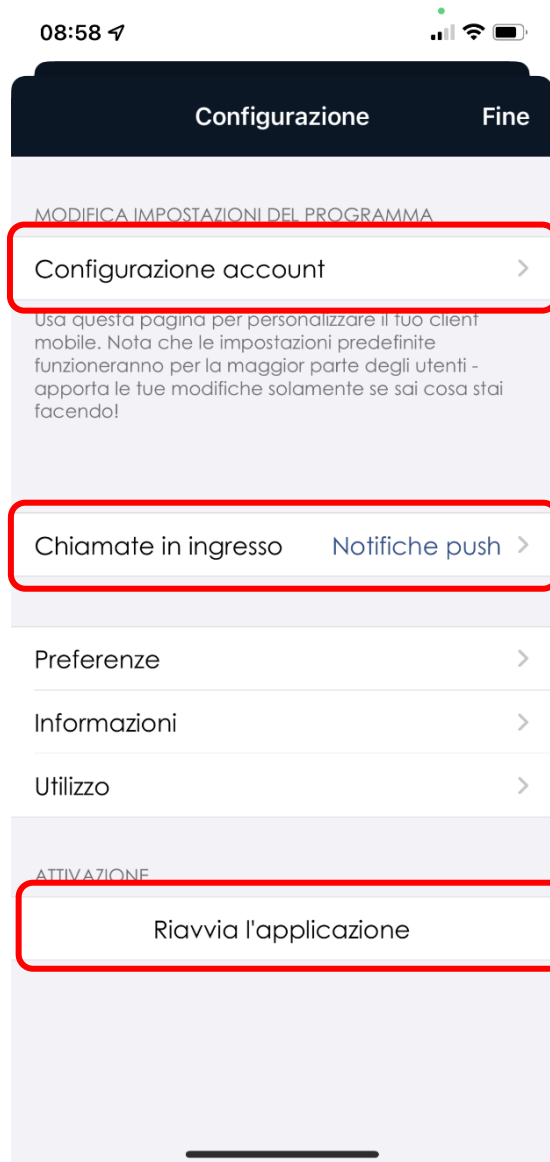 08:58
Configurazione
Fine
MODIFICA IMPOSTAZIONI DEL PROGRAMMA
Configurazione account
Usa questa pagina per personalizzare il tuo client
mobile. Nota che le impostazioni predefinite
funzioneranno per la maggior parte degli utenti -
apporta le tue modifiche solamente se sai cosa stai
facendo!
Chiamate in ingresso Notifiche push
Preferenze
Informazioni
Utilizzo
ATTIVAZIONE
Riavvia l'applicazione